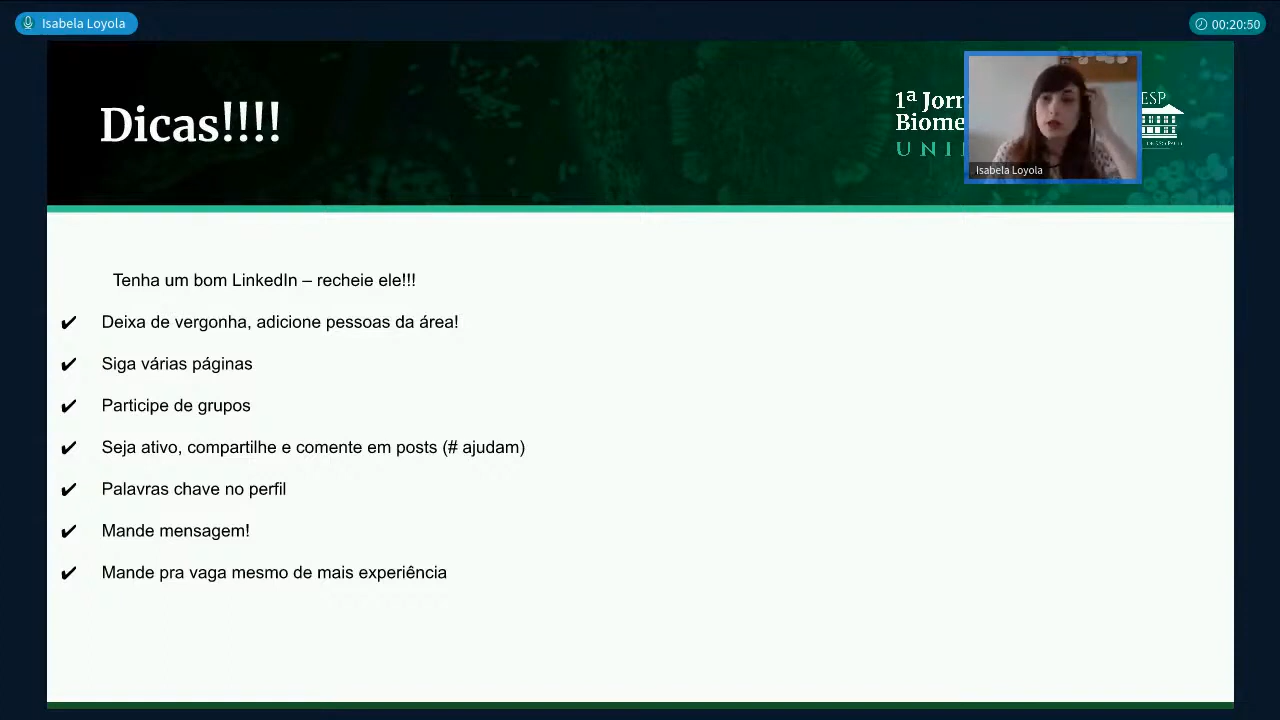 Isabela Loyola
00:20:50
Dicas!!!!
1ª Jorn
Biome
UNI
ESP
Isabela Loyola
Tenha um bom LinkedIn – recheie ele!!!
✔ Deixa de vergonha, adicione pessoas da área!
✔ Siga várias páginas
✔ Participe de grupos
✔ Seja ativo, compartilhe e comente em posts (# ajudam)
✔ Palavras chave no perfil
✔ Mande mensagem!
✔ Mande pra vaga mesmo de mais experiência